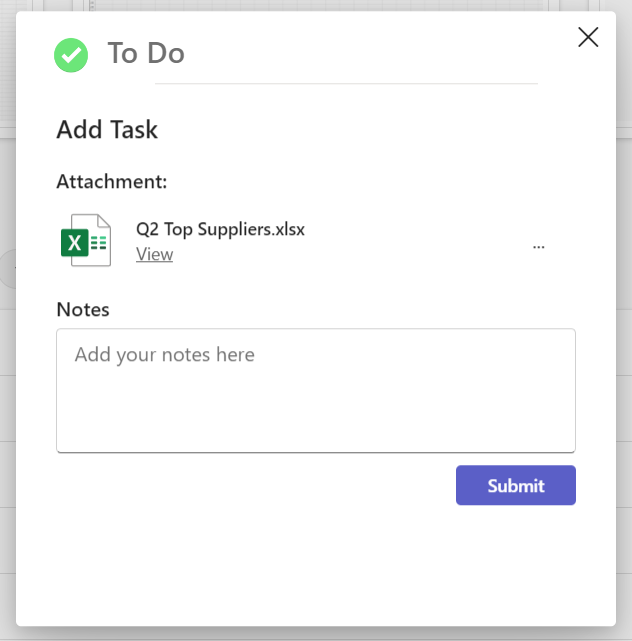 To Do
Add Task
Attachment:
X
Q2 Top Suppliers.xlsx
View
...
Notes
Add your notes here
Submit